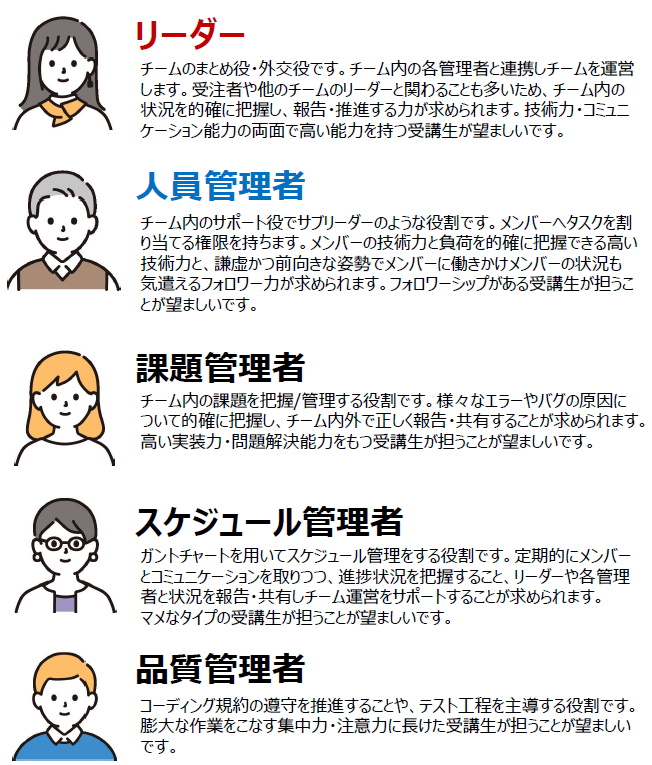 リーダー
チームのまとめ役・外交役です。チーム内の各管理者と連携しチームを運営
します。受注者や他のチームのリーダーと関わることも多いため、チーム内の
状況を的確に把握し、報告・推進する力が求められます。技術力・コミュニ
ケーション能力の両面で高い能力を持つ受講生が望ましいです。
人員管理者
チーム内のサポート役でサブリーダーのような役割です。メンバーへタスクを割
り当てる権限を持ちます。メンバーの技術力と負荷を的確に把握できる高い
技術力と、謙虚かつ前向きな姿勢でメンバーに働きかけメンバーの状況も
気遣えるフォロワー力が求められます。フォロワーシップがある受講生が担うこ
とが望ましいです。
課題管理者
チーム内の課題を把握/管理する役割です。様々なエラーやバグの原因に
ついて的確に把握し、チーム内外で正しく報告・共有することが求められます。
高い実装力・問題解決能力をもつ受講生が担うことが望ましいです。
スケジュール管理者
ガントチャートを用いてスケジュール管理をする役割です。定期的にメンバー
とコミュニケーションを取りつつ、進捗状況を把握すること、リーダーや各管理
者と状況を報告・共有しチーム運営をサポートすることが求められます。
マメなタイプの受講生が担うことが望ましいです。
品質管理者
コーディング規約の遵守を推進することや、テスト工程を主導する役割です。
膨大な作業をこなす集中力・注意力に長けた受講生が担うことが望ましい
です。